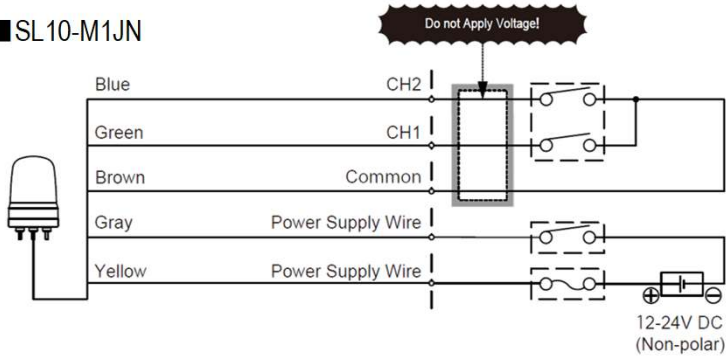 ■SL10-M1JN
Do not Apply Voltage!
Blue CH2
Green CH1
Brown Common
Gray Power Supply Wire
Yellow Power Supply Wire
12-24V DC
(Non-polar)